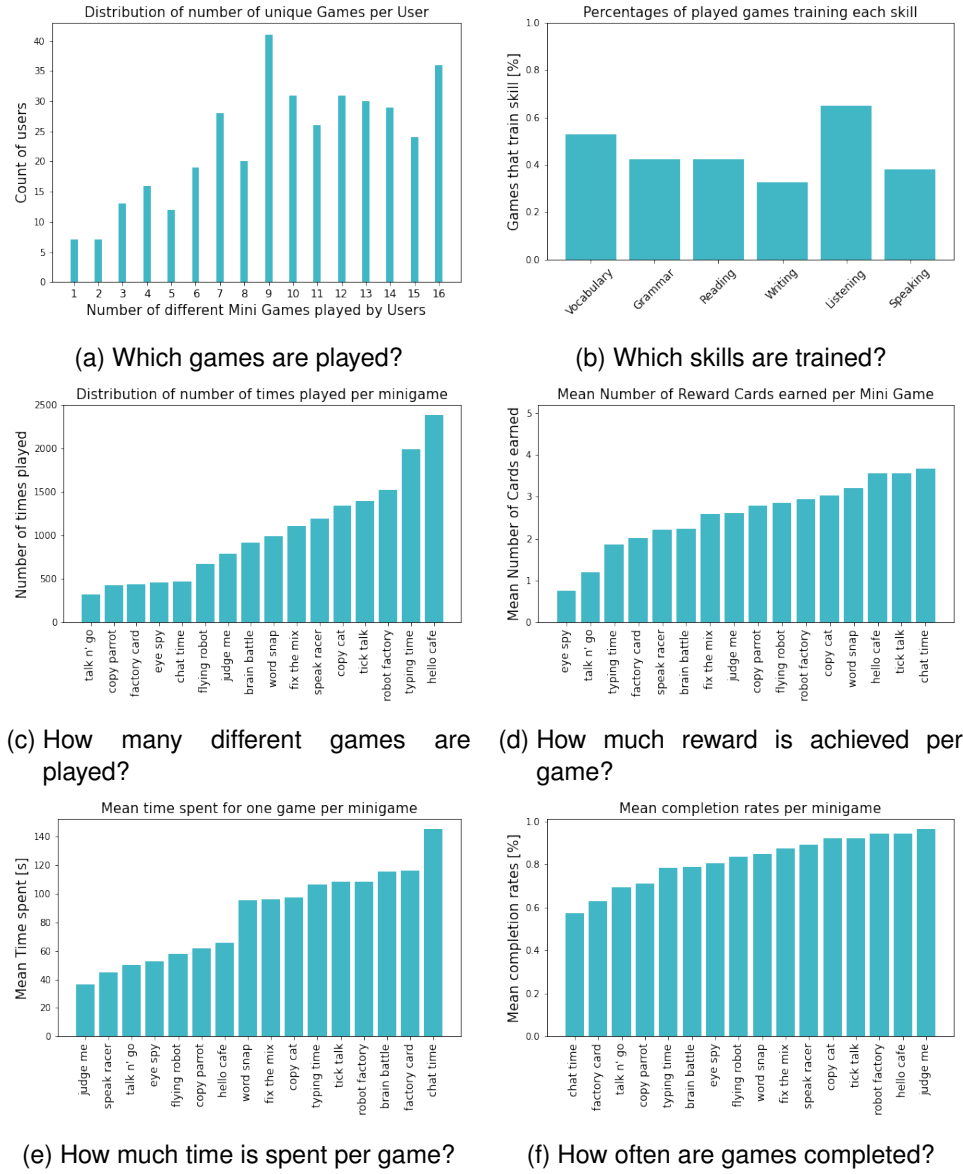 Distribution of number of unique Games per User
Count of users
40
35
30
25
20
15
10
5
0
1 2 3 4 5 6 7 8 9 10 11 12 13 14 15 16
Number of different Mini Games played by Users
(a) Which games are played?
Percentages of played games training each skill
Games that train skill [%]
1.0
0.8
0.6
0.4
0.2
0.0
Vocabulary Grammar Reading Writing Listening Speaking
(b) Which skills are trained?
Distribution of number of times played per minigame
Number of times played
2500
2000
1500
1000
500
0
talk n' go copy parrot factory card eye spy chat time flying robot judge me brain battle word snap fix the mix speak racer copy cat tick talk robot factory typing time hello cafe
(c) How many different games are
played?
Mean Number of Reward Cards earned per Mini Game
Mean Number of Cards earned
5
4
3
2
1
0
eye spy talk n' go typing time factory card speak racer brain battle fix the mix judge me copy parrot flying robot robot factory copy cat word snap hello cafe tick talk chat time
(d) How much reward is achieved per
game?
Mean time spent for one game per minigame
Mean Time spent [s]
140
120
100
80
60
40
20
0
judge me speak racer talk n' go eye spy flying robot copy parrot hello cafe word snap fix the mix copy cat typing time tick talk robot factory brain battle factory card chat time
(e) How much time is spent per game?
Mean completion rates per minigame
Mean completion rates [%]
1.0
0.8
0.6
0.4
0.2
0.0
chat time factory card talk n' go copy parrot typing time brain battle eye spy flying robot word snap fix the mix speak racer copy cat tick talk robot factory hello cafe judge me
(f) How often are games completed?